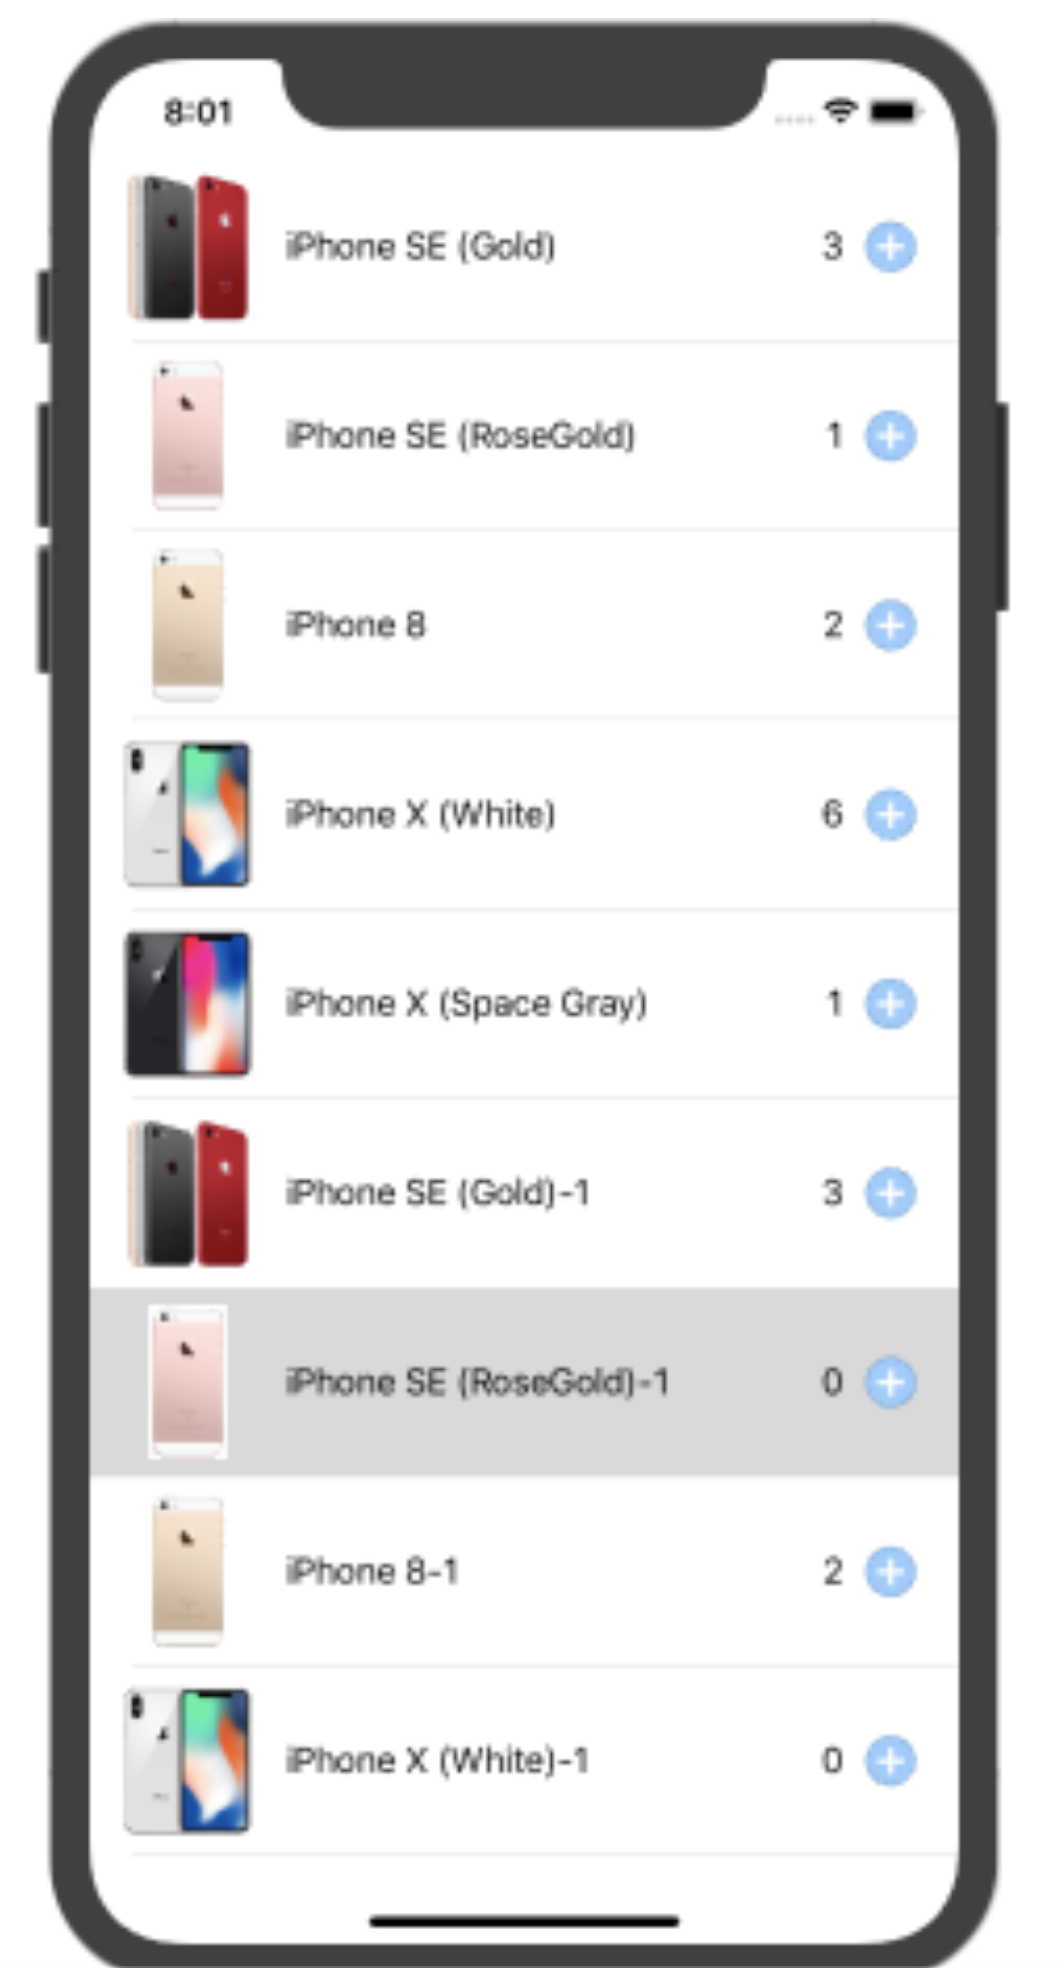 8:01
iPhone SE (Gold) 3
iPhone SE (RoseGold) 1
iPhone 8 2
iPhone X (White) 6
iPhone X (Space Gray) 1
iPhone SE (Gold)-1 3
iPhone SE (RoseGold)-1 0
iPhone 8-1 2
iPhone X (White)-1 0